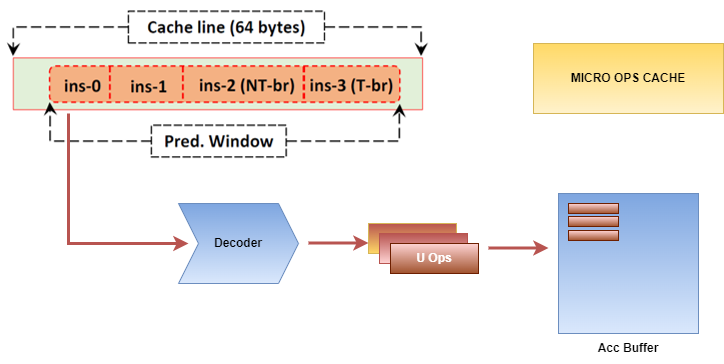 Cache line (64 bytes)
ins-0
ins-1
ins-2 (NT-br)
ins-3 (T-br)
Pred. Window
MICRO OPS CACHE
Decoder
U Ops
Acc Buffer